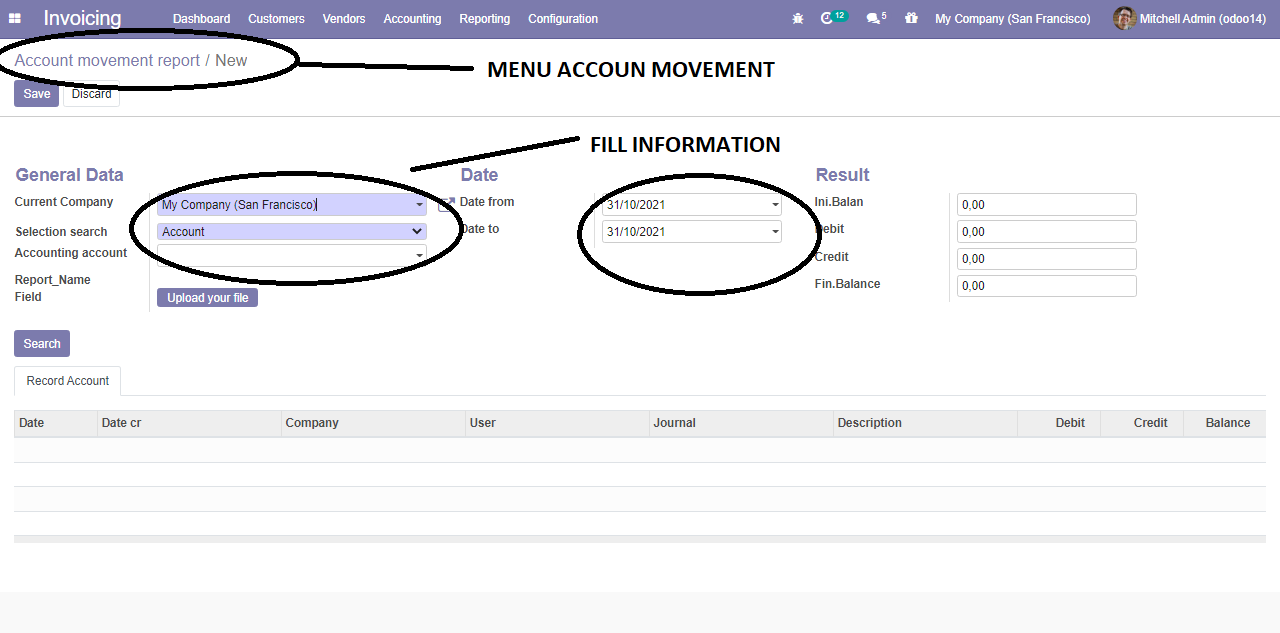 Invoicing Dashboard Customers Vendors Accounting Reporting Configuration 12 5 My Company (San Francisco) Mitchell Admin (odoo14)
Account movement report / New
MENU ACCOUN MOVEMENT
Save Discard
FILL INFORMATION
General Data Date Result
Current Company My Company (San Francisco) Date from 31/10/2021 Ini.Balan 0,00
Selection search Account Date to 31/10/2021 Debit 0,00
Accounting account Credit 0,00
Report_Name Fin.Balance 0,00
Field Upload your file
Search
Record Account
Date Date cr Company User Journal Description Debit Credit Balance